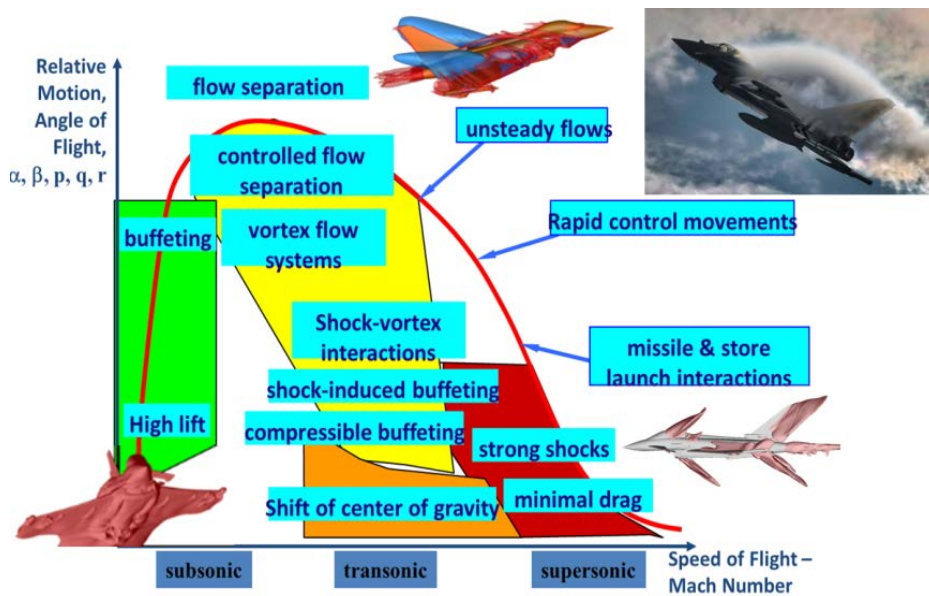 Relative
Motion,
Angle of
Flight,
α, β, p, q, r
flow separation
unsteady flows
controlled flow
separation
Rapid control movements
buffeting
vortex flow
systems
Shock-vortex
interactions
missile & store
launch interactions
shock-induced buffeting
High lift
compressible buffeting
strong shocks
Shift of center of gravity
minimal drag
subsonic
transonic
supersonic
Speed of Flight –
Mach Number